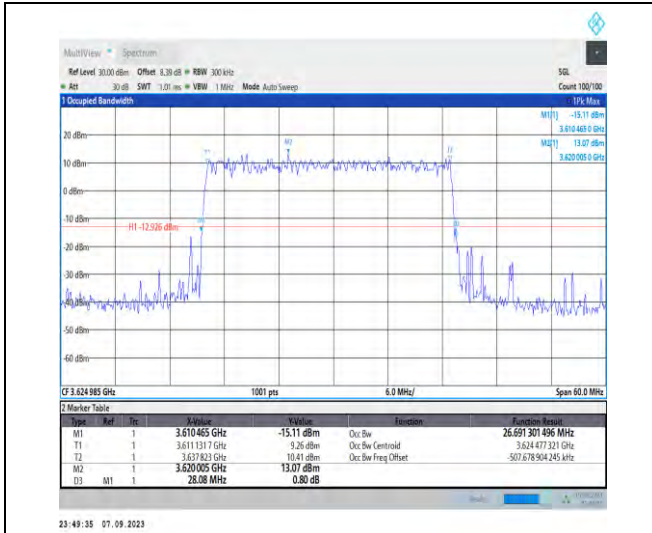 MultiView Spectrum
Ref Level 30.00 dBm Offset 8.39 dB RBW 300 kHz SGL
Att 30 dB SWT 1.01 ms VBW 1 MHz Mode Auto Sweep Count 100/100
1 Occupied Bandwidth 1Pk Max
M1[1] -15.11 dBm
3.610 465 0 GHz
M2[1] 13.07 dBm
3.620 005 0 GHz
20 dBm
10 dBm
0 dBm
-10 dBm
H1 -12.926 dBm
-20 dBm
-30 dBm
-40 dBm
-50 dBm
-60 dBm
M2
CF 3.624 985 GHz 1001 pts 6.0 MHz/ Span 60.0 MHz
2 Marker Table
Type Ref Trc X-Value Y-Value Function Function Result
M1 1 3.610 465 GHz -15.11 dBm Occ Bw 26.691 301 496 MHz
T1 1 3.611 131 7 GHz 9.26 dBm Occ Bw Centroid 3.624 477 321 GHz
T2 1 3.637 823 GHz 10.41 dBm Occ Bw Freq Offset -507.678 904 245 kHz
M2 1 3.620 005 GHz 13.07 dBm
D3 M1 1 28.08 MHz 0.80 dB
23:49:35 07.09.2023